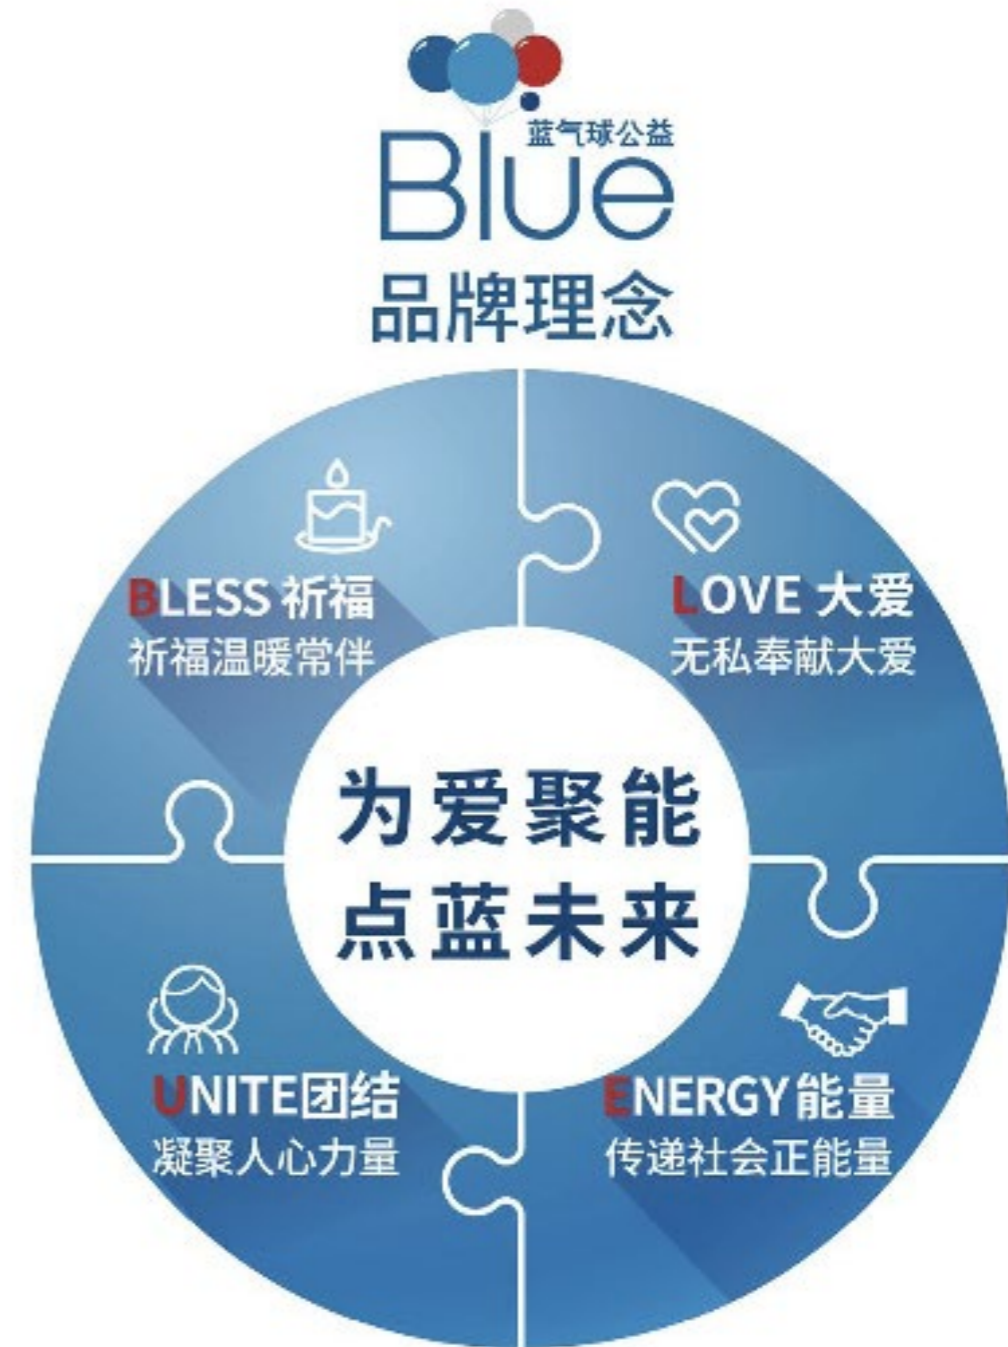 蓝气球公益
Blue
品牌理念
BLESS 祈福
祈福温暖常伴
LOVE 大爱
无私奉献大爱
为爱聚能
点蓝未来
UNITE团结
凝聚人心力量
ENERGY能量
传递社会正能量